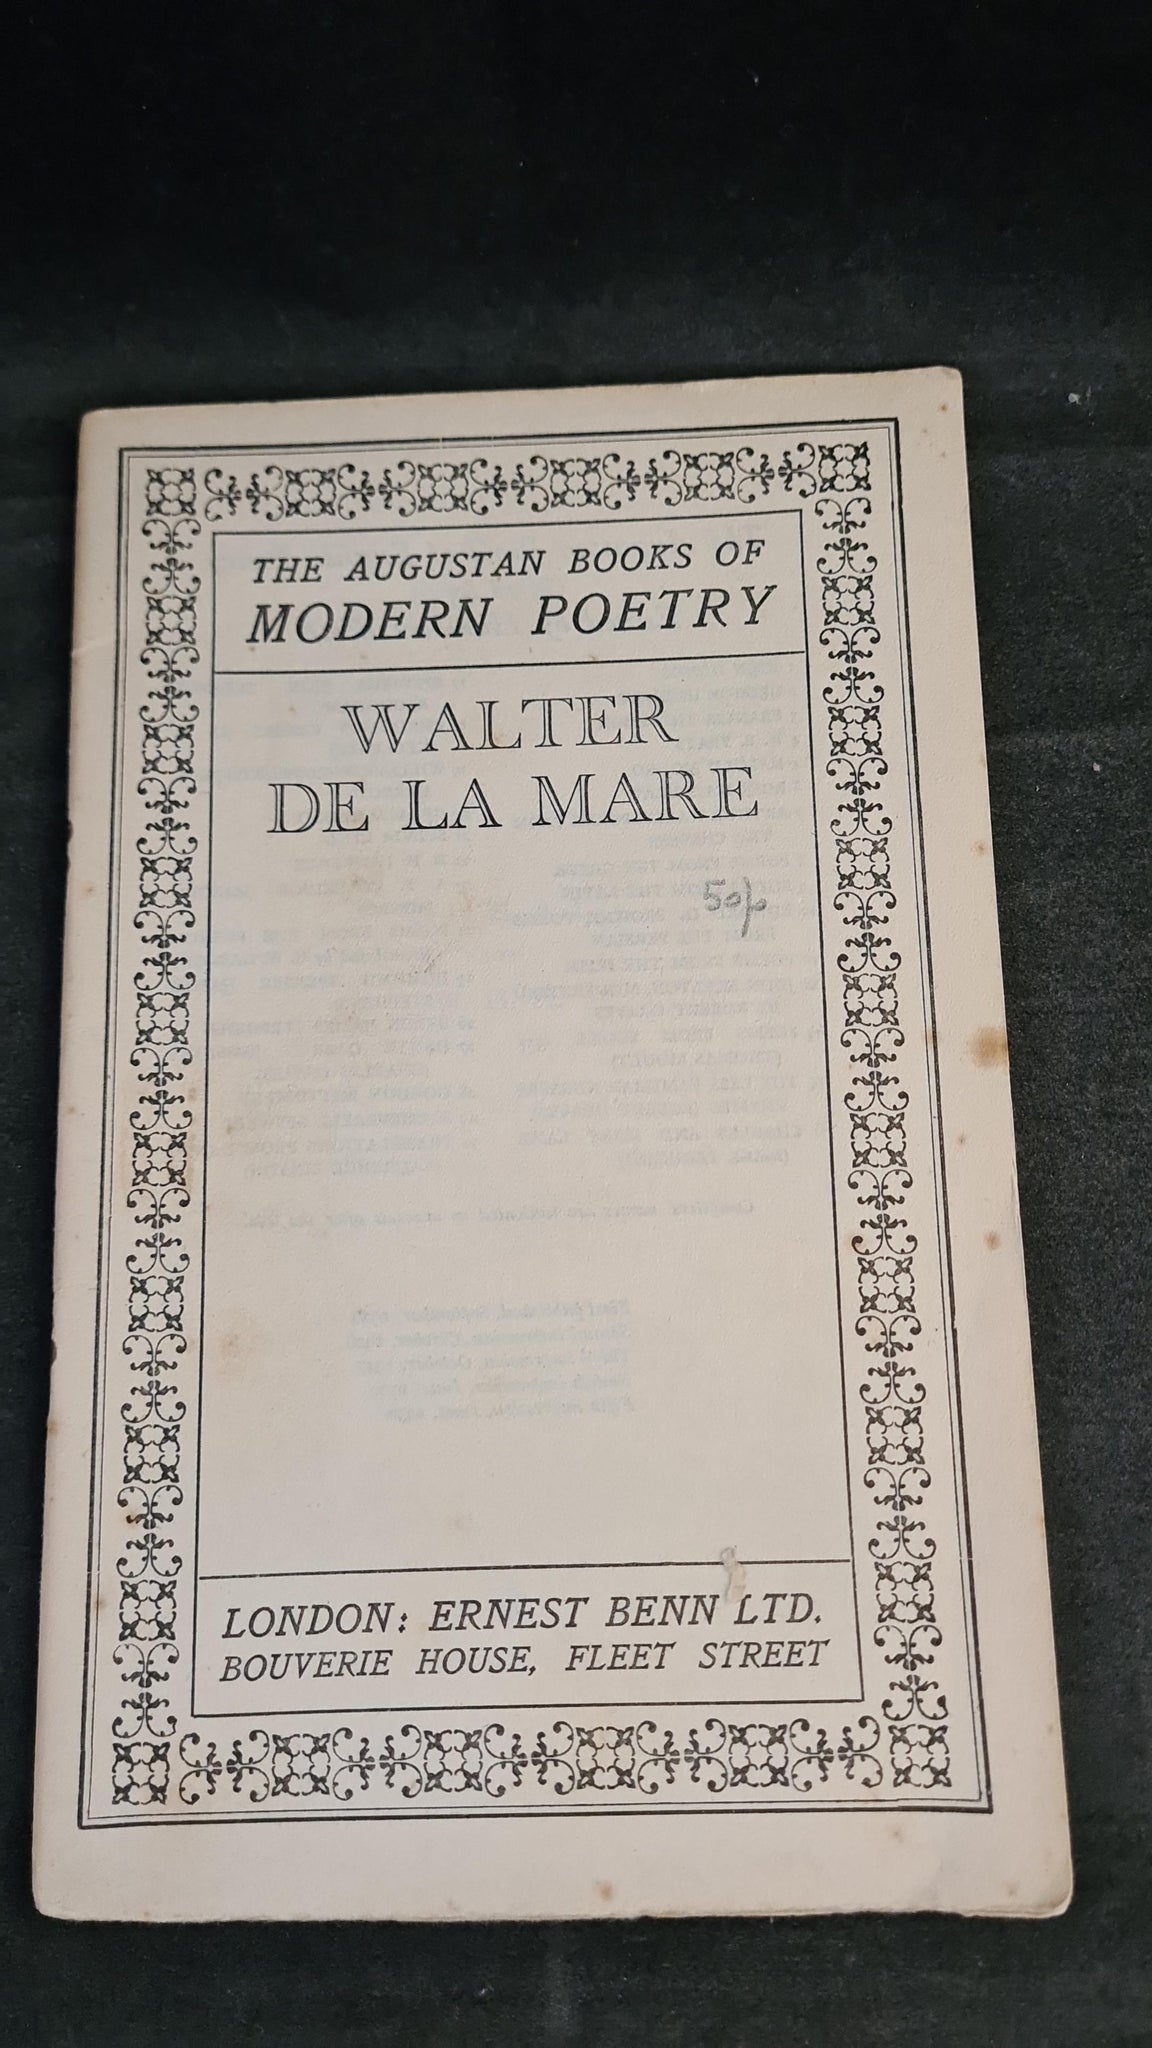 THE AUGUSTAN BOOKS OF
MODERN POETRY
WALTER
DE LA MARE
50p
LONDON: ERNEST BENN LTD.
BOUVERIE HOUSE, FLEET STREET